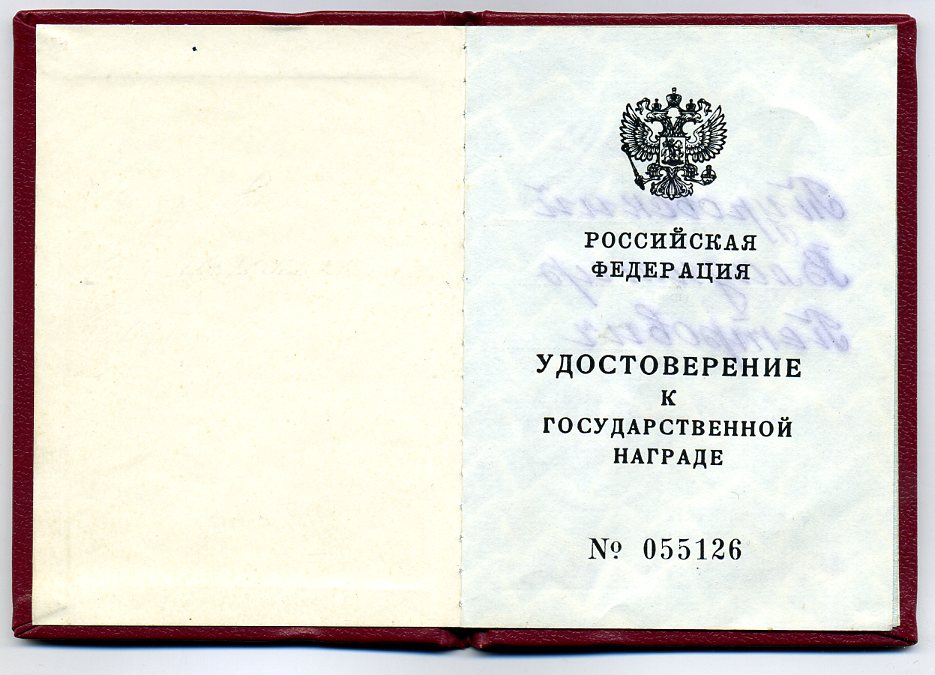 РОССИЙСКАЯ
ФЕДЕРАЦИЯ
УДОСТОВЕРЕНИЕ
К
ГОСУДАРСТВЕННОЙ
НАГРАДЕ
№ 055126